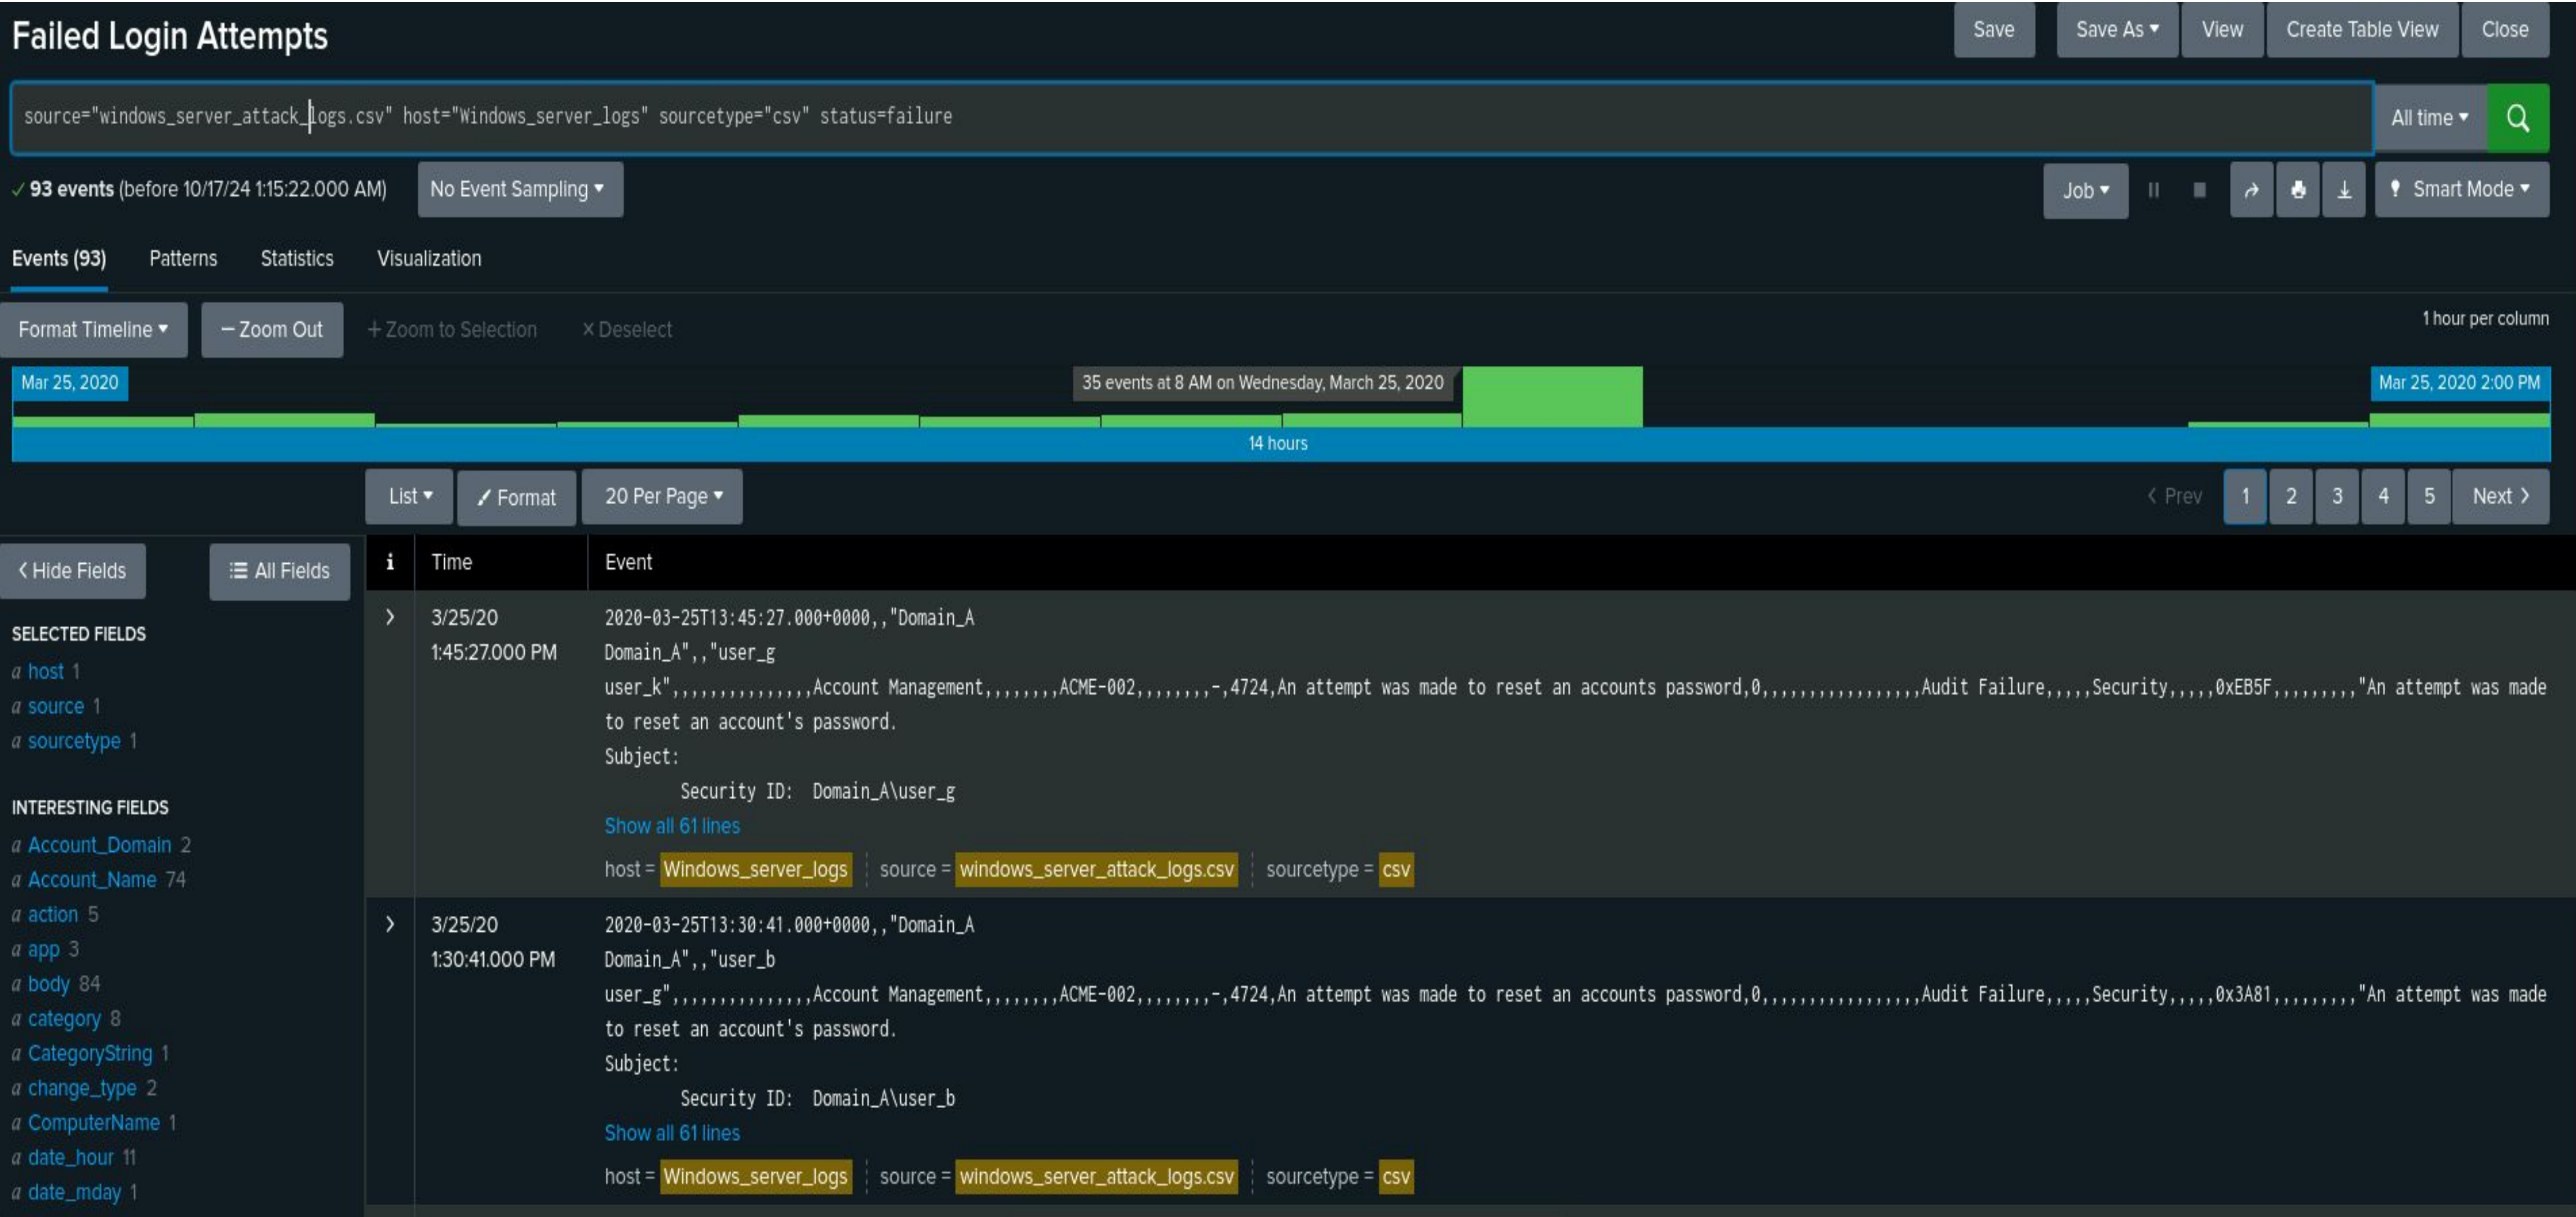 Failed Login Attempts
Save Save As View Create Table View Close
source="windows_server_attack_logs.csv" host="Windows_server_logs" sourcetype="csv" status=failure
All time
93 events (before 10/17/24 1:15:22.000 AM) No Event Sampling
Job Smart Mode
Events (93) Patterns Statistics Visualization
Format Timeline — Zoom Out + Zoom to Selection × Deselect
1 hour per column
Mar 25, 2020
35 events at 8 AM on Wednesday, March 25, 2020
Mar 25, 2020 2:00 PM
14 hours
List Format 20 Per Page
< Prev 1 2 3 4 5 Next >
< Hide Fields All Fields
SELECTED FIELDS
a host 1
a source 1
a sourcetype 1
INTERESTING FIELDS
a Account_Domain 2
a Account_Name 74
a action 5
a app 3
a body 84
a category 8
a CategoryString 1
a change_type 2
a ComputerName 1
a date_hour 11
a date_mday 1
i Time Event
> 3/25/20
1:45:27.000 PM
2020-03-25T13:45:27.000+0000,,"Domain_A
Domain_A",,"user_g
user_k",,,,,,,,,,,,,,,Account Management,,,,,,,,ACME-002,,,,,,,,-,4724,An attempt was made to reset an accounts password,0,,,,,,,,,,,,,,,,,Audit Failure,,,,,Security,,,,,0xEB5F,,,,,,,,,"An attempt was made
to reset an account's password.
Subject:
Security ID: Domain_A\user_g
Show all 61 lines
host = Windows_server_logs source = windows_server_attack_logs.csv sourcetype = csv
> 3/25/20
1:30:41.000 PM
2020-03-25T13:30:41.000+0000,,"Domain_A
Domain_A",,"user_b
user_g",,,,,,,,,,,,,,,Account Management,,,,,,,,ACME-002,,,,,,,,-,4724,An attempt was made to reset an accounts password,0,,,,,,,,,,,,,,,,,Audit Failure,,,,,Security,,,,,0x3A81,,,,,,,,,"An attempt was made
to reset an account's password.
Subject:
Security ID: Domain_A\user_b
Show all 61 lines
host = Windows_server_logs source = windows_server_attack_logs.csv sourcetype = csv